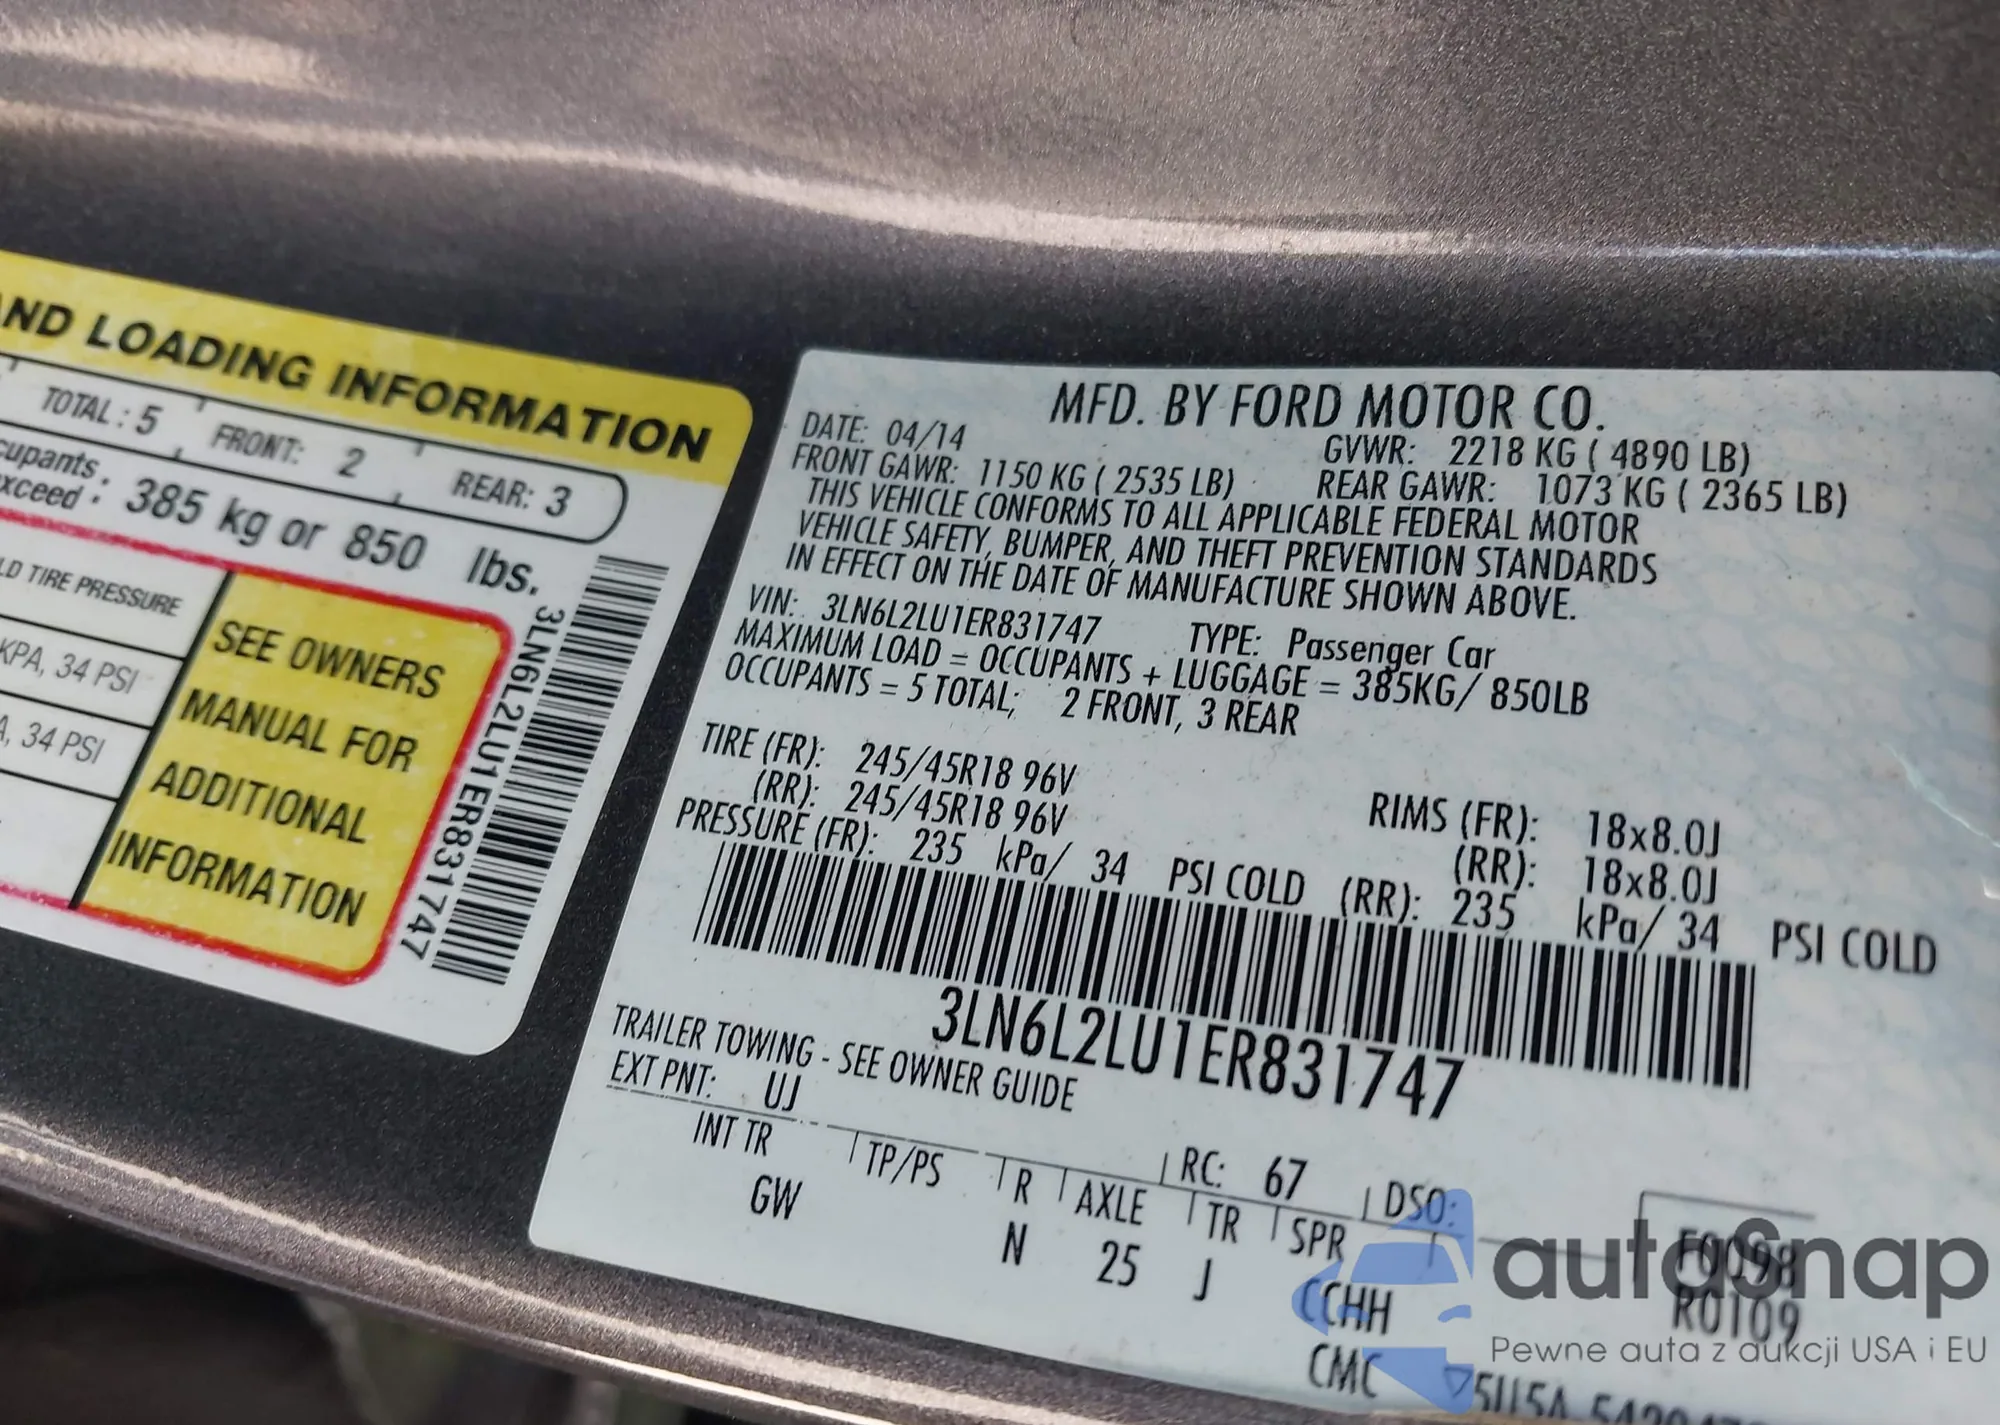 AND LOADING INFORMATION
TOTAL: 5 FRONT: 2 REAR: 3
cupants
xceed : 385 kg or 850 lbs.
LD TIRE PRESSURE
KPA, 34 PSI
A, 34 PSI
SEE OWNERS
MANUAL FOR
ADDITIONAL
INFORMATION
3LN6L2LU1ER831747
MFD. BY FORD MOTOR CO.
DATE: 04/14 GVWR: 2218 KG ( 4890 LB)
FRONT GAWR: 1150 KG ( 2535 LB) REAR GAWR: 1073 KG ( 2365 LB)
THIS VEHICLE CONFORMS TO ALL APPLICABLE FEDERAL MOTOR
VEHICLE SAFETY, BUMPER, AND THEFT PREVENTION STANDARDS
IN EFFECT ON THE DATE OF MANUFACTURE SHOWN ABOVE.
VIN: 3LN6L2LU1ER831747 TYPE: Passenger Car
MAXIMUM LOAD = OCCUPANTS + LUGGAGE = 385KG/ 850LB
OCCUPANTS = 5 TOTAL; 2 FRONT, 3 REAR
TIRE (FR): 245/45R18 96V RIMS (FR): 18x8.0J
(RR): 245/45R18 96V (RR): 18x8.0J
PRESSURE (FR): 235 kPa/ 34 PSI COLD (RR): 235 kPa/ 34 PSI COLD
3LN6L2LU1ER831747
TRAILER TOWING - SEE OWNER GUIDE
EXT PNT: UJ RC: 67 DSO:
INT TR TP/PS R AXLE TR SPR
GW N 25 J CCHH
F0098
R0109
CMC
autoSnap
Pewne auta z aukcji USA i EU